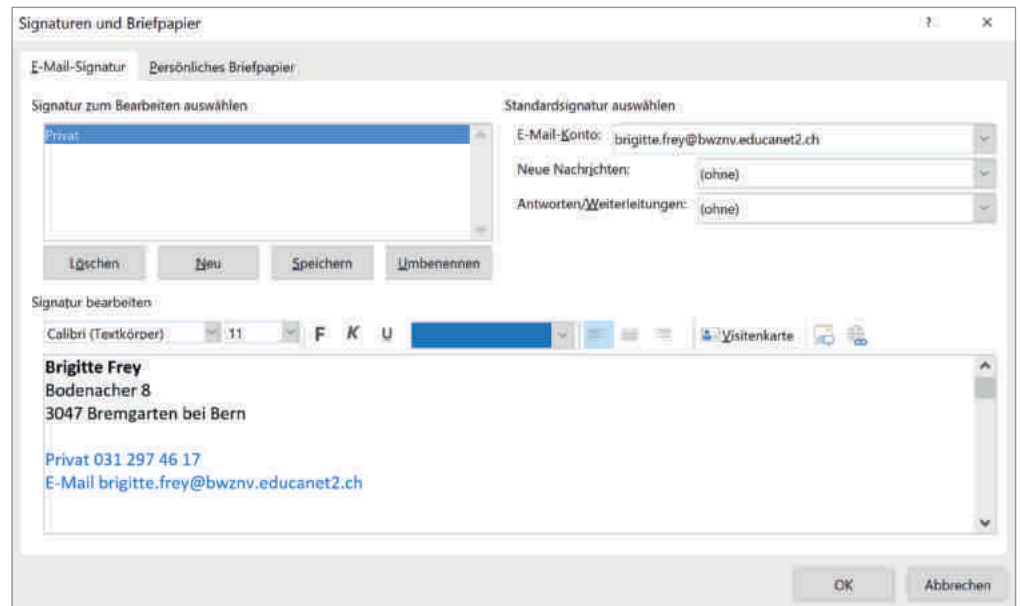 Signaturen und Briefpapier ? ×
E-Mail-Signatur Persönliches Briefpapier
Signatur zum Bearbeiten auswählen
Privat
Löschen Neu Speichern Umbenennen
Standardsignatur auswählen
E-Mail-Konto: brigitte.frey@bwznv.educanet2.ch
Neue Nachrichten: (ohne)
Antworten/Weiterleitungen: (ohne)
Signatur bearbeiten
Calibri (Textkörper) 11 F K U Visitenkarte
Brigitte Frey
Bodenacher 8
3047 Bremgarten bei Bern
Privat 031 297 46 17
E-Mail brigitte.frey@bwznv.educanet2.ch
OK Abbrechen